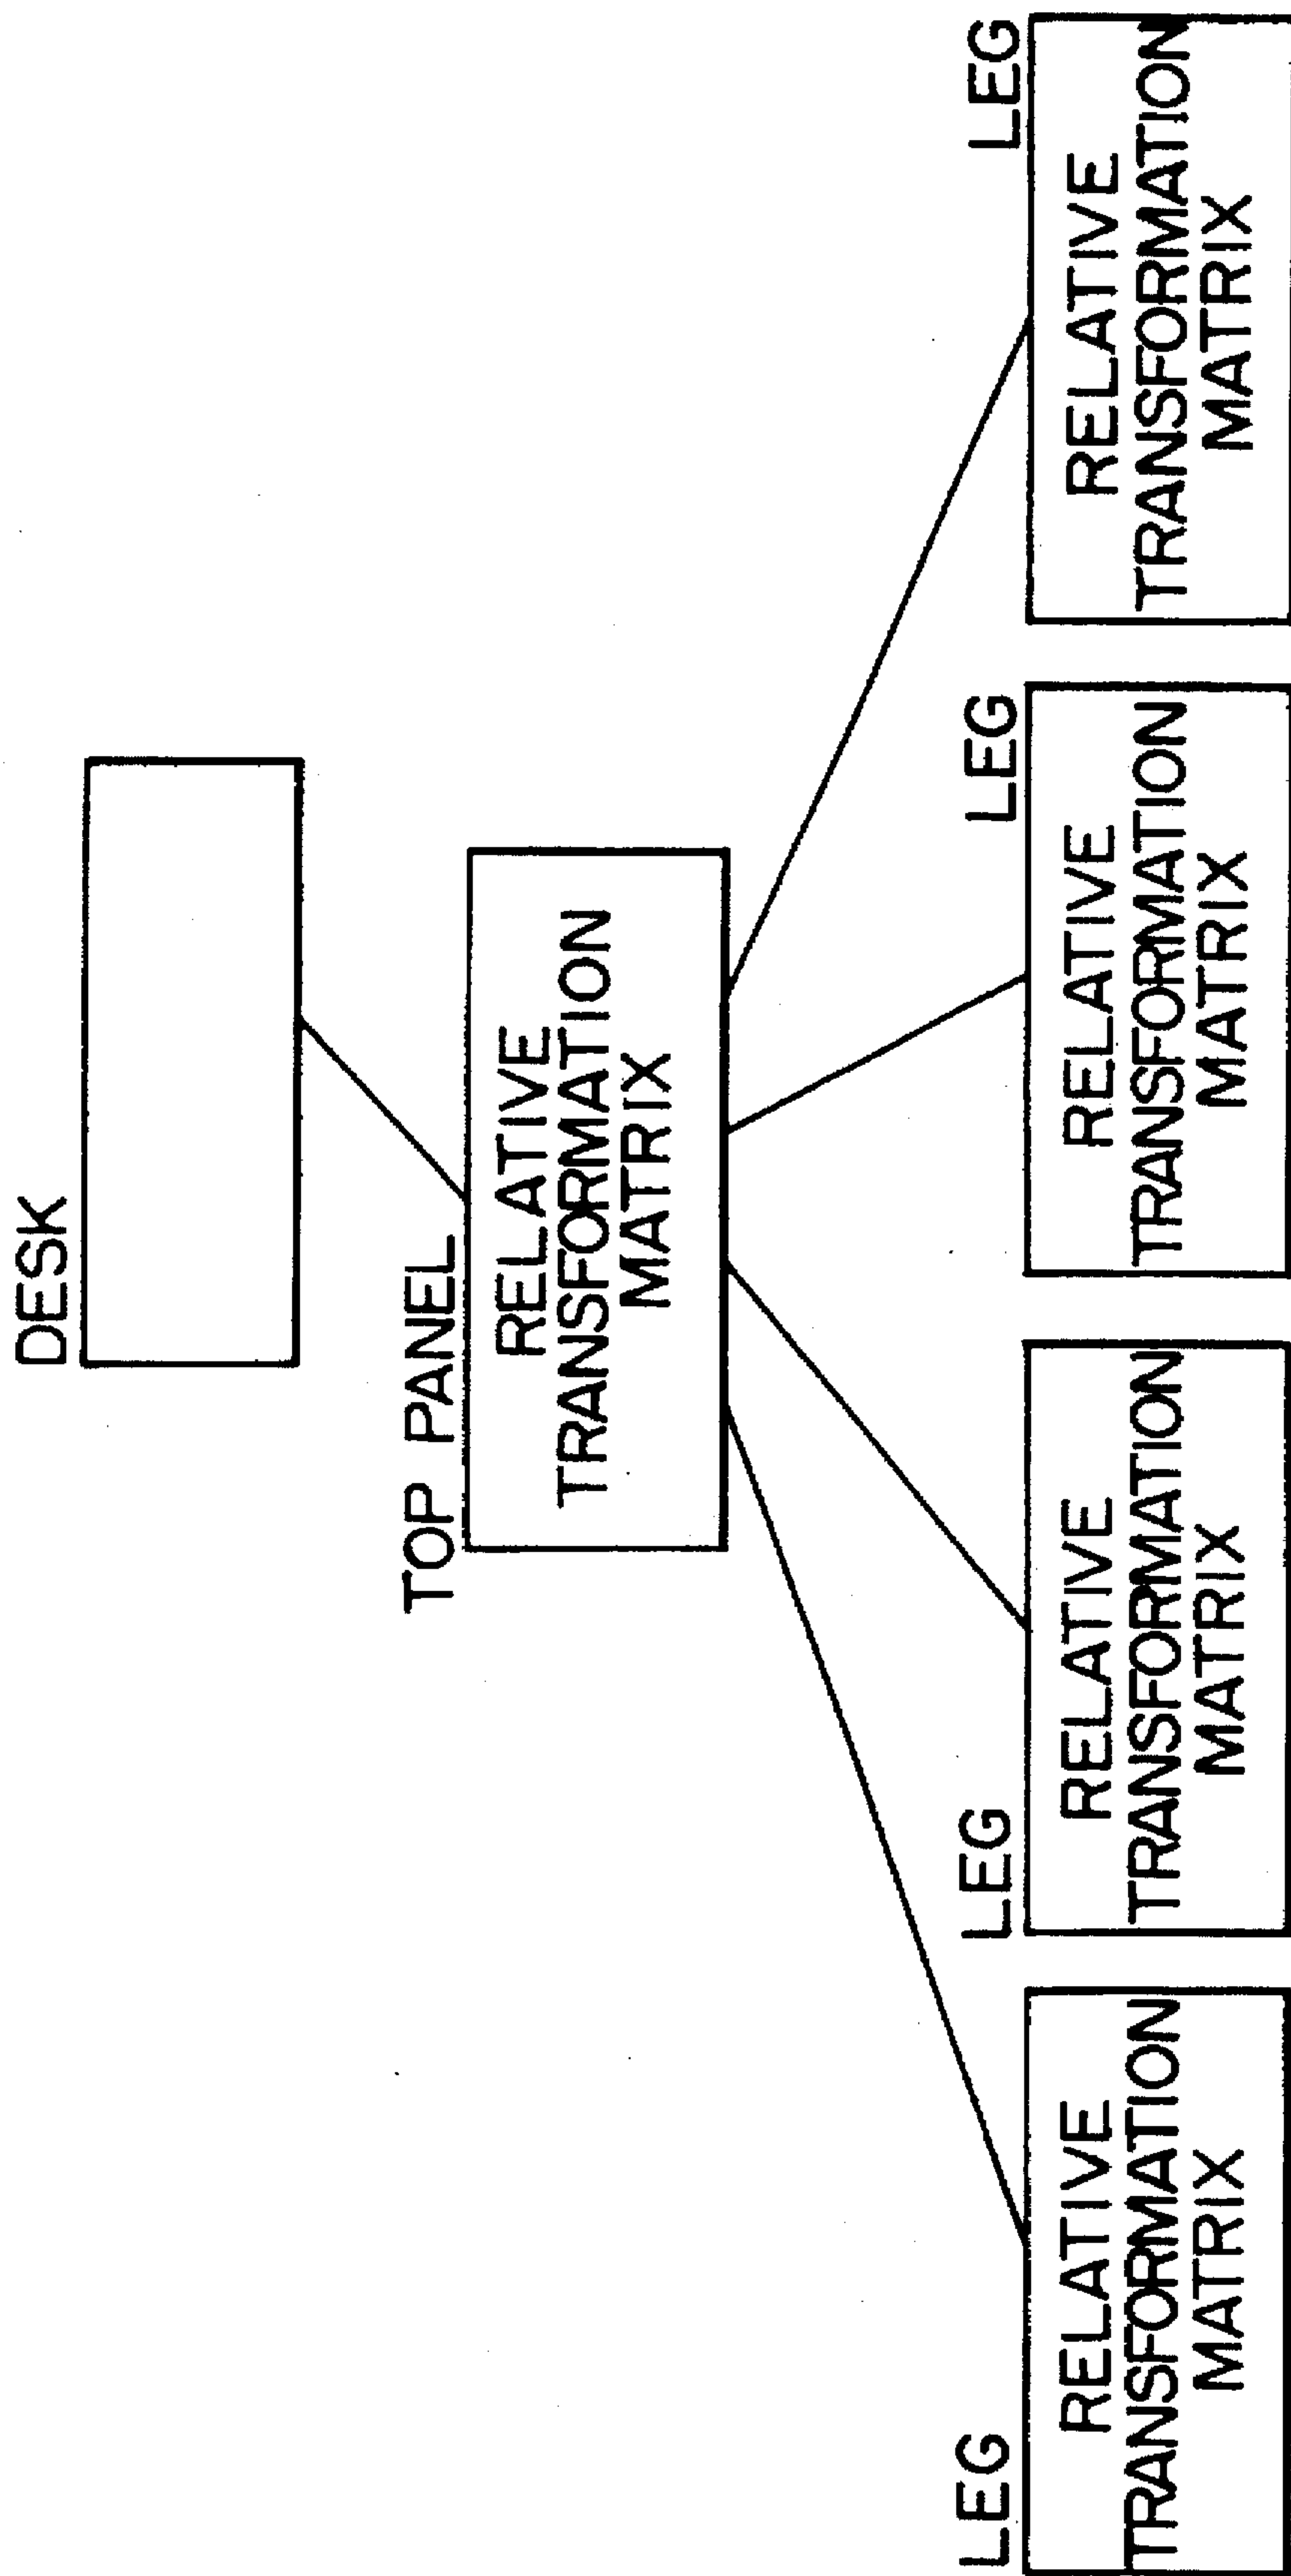 DESK
TOP PANEL
RELATIVE
TRANSFORMATION
MATRIX
LEG
RELATIVE
TRANSFORMATION
MATRIX
LEG
RELATIVE
TRANSFORMATION
MATRIX
LEG
RELATIVE
TRANSFORMATION
MATRIX
LEG
RELATIVE
TRANSFORMATION
MATRIX